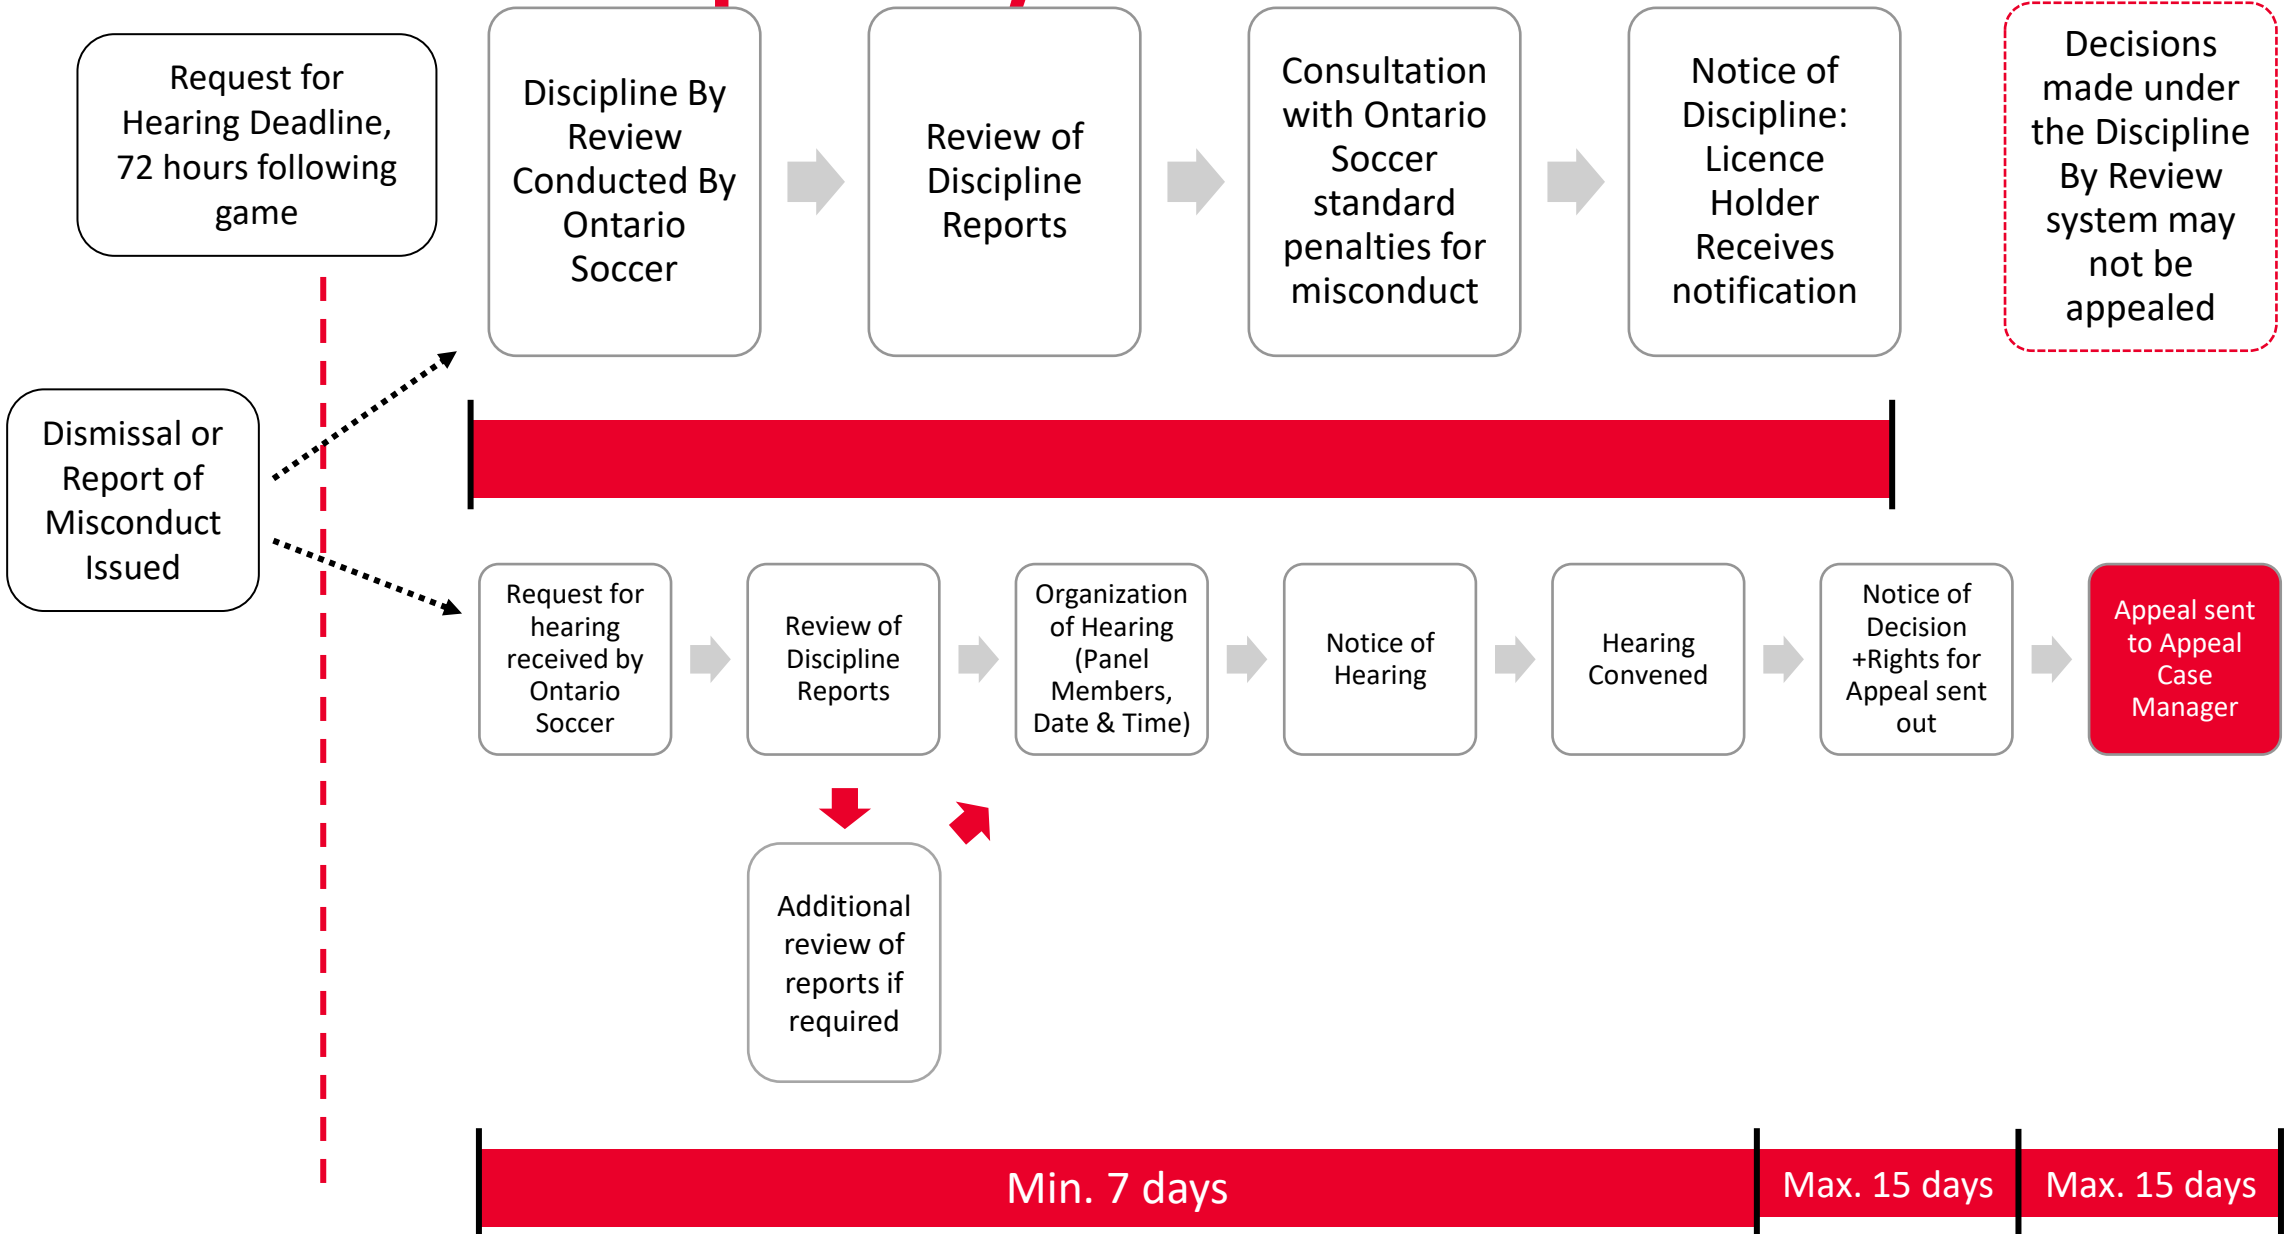 Request for
Hearing Deadline,
72 hours following
game
Discipline By
Review
Conducted By
Ontario
Soccer
Review of
Discipline
Reports
Consultation
with Ontario
Soccer
standard
penalties for
misconduct
Notice of
Discipline:
Licence
Holder
Receives
notification
Decisions
made under
the Discipline
By Review
system may
not be
appealed
Dismissal or
Report of
Misconduct
Issued
Request for
hearing
received by
Ontario
Soccer
Review of
Discipline
Reports
Organization
of Hearing
(Panel
Members,
Date & Time)
Notice of
Hearing
Hearing
Convened
Notice of
Decision
+Rights for
Appeal sent
out
Appeal sent
to Appeal
Case
Manager
Additional
review of
reports if
required
Min. 7 days
Max. 15 days
Max. 15 days